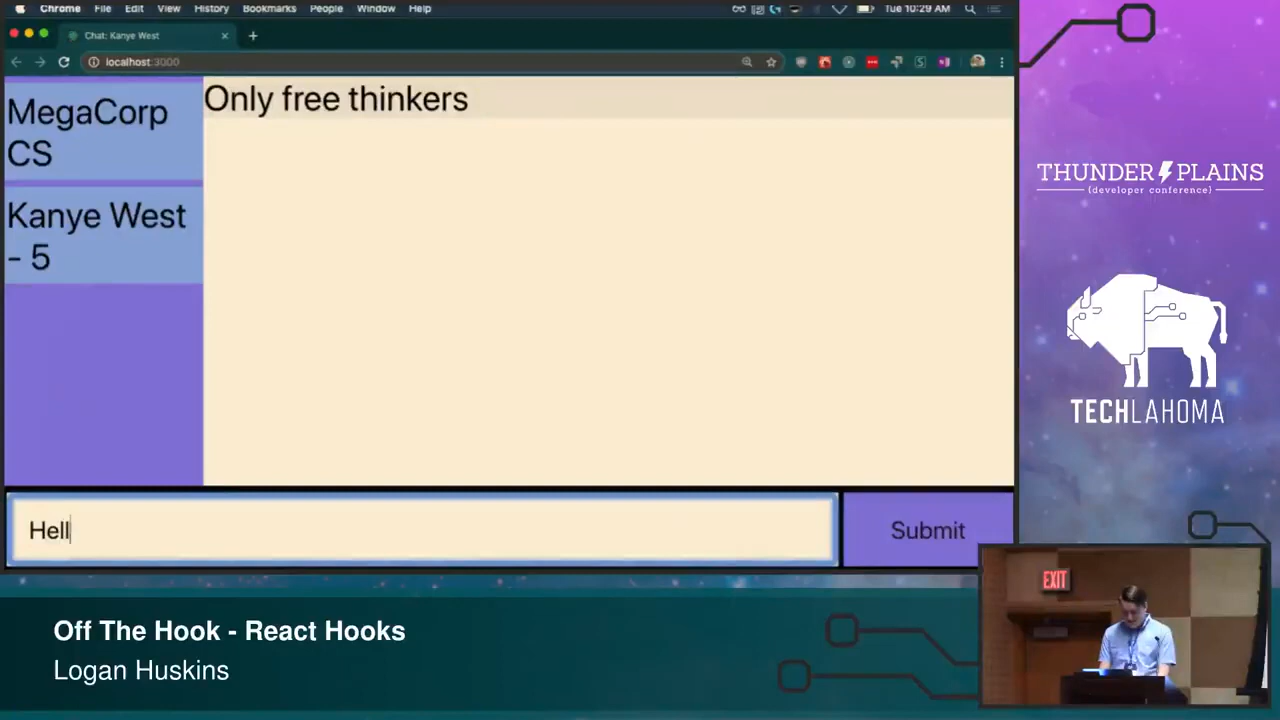 Chrome File Edit View History Bookmarks People Window Help Tue 10:29 AM
Chat: Kanye West
localhost:3000
MegaCorp
CS
Kanye West
- 5
Only free thinkers
Hell
Submit
THUNDER PLAINS
{developer conference}
TECHLAHOMA
EXIT
Off The Hook - React Hooks
Logan Huskins